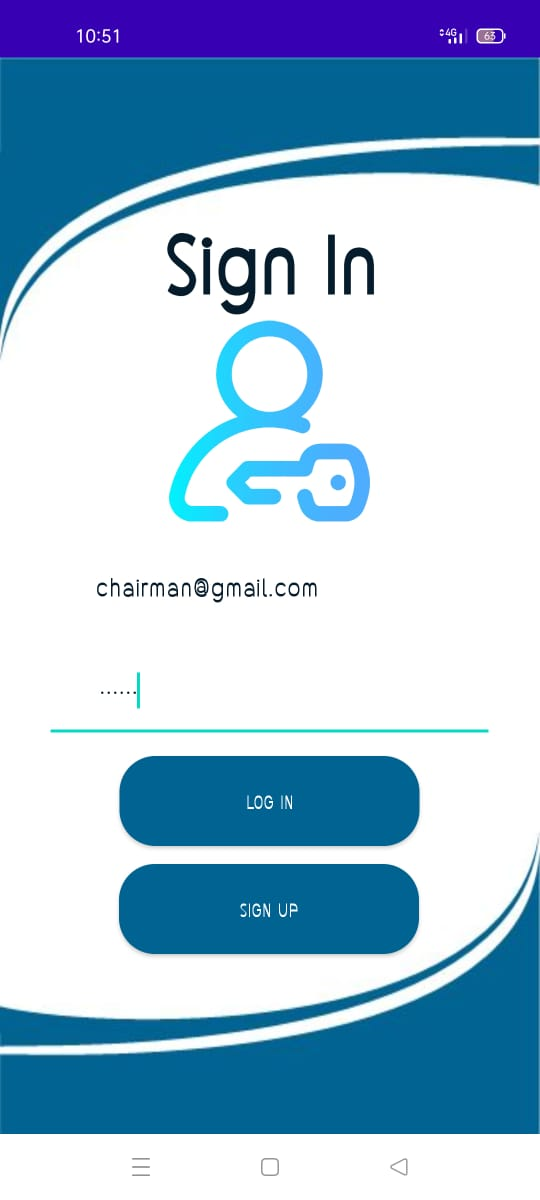 10:51
4G
63
Sign In
chairman@gmail.com
......
LOG IN
SIGN UP